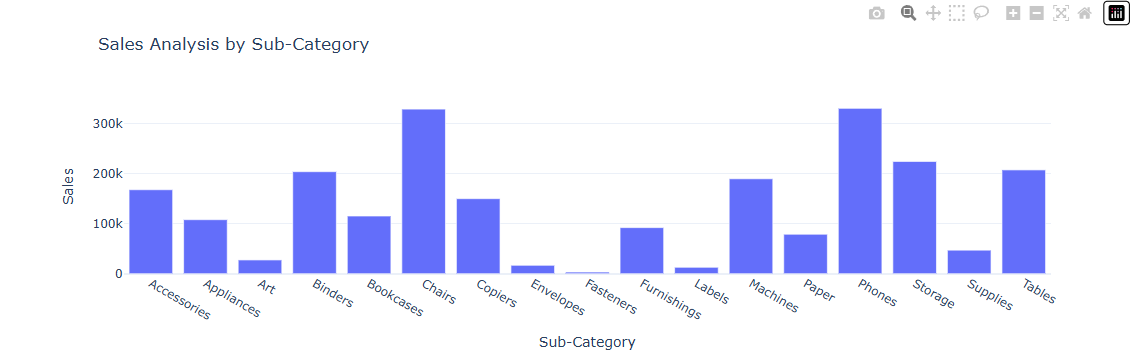 Sales Analysis by Sub-Category
300k
200k
100k
0
Sales
Accessories
Appliances
Art
Binders
Bookcases
Chairs
Copiers
Envelopes
Fasteners
Furnishings
Labels
Machines
Paper
Phones
Storage
Supplies
Tables
Sub-Category